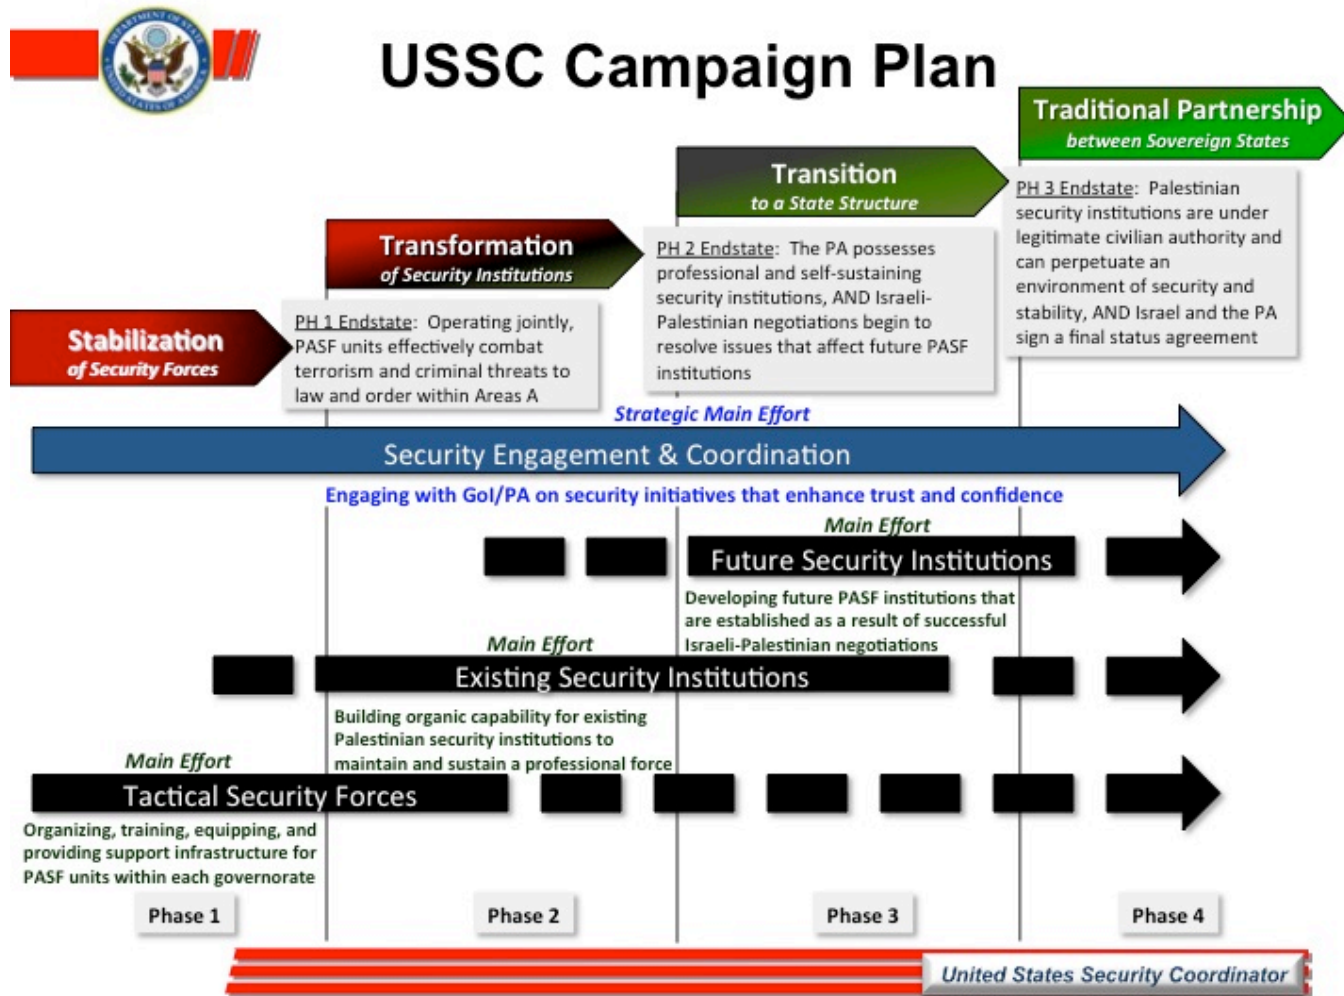 DEPARTMENT OF STATE
UNITED STATES OF AMERICA
USSC Campaign Plan
Traditional Partnership
between Sovereign States
Transition
to a State Structure
Transformation
of Security Institutions
Stabilization
of Security Forces
PH 1 Endstate: Operating jointly,
PASF units effectively combat
terrorism and criminal threats to
law and order within Areas A
PH 2 Endstate: The PA possesses
professional and self-sustaining
security institutions, AND Israeli-
Palestinian negotiations begin to
resolve issues that affect future PASF
institutions
PH 3 Endstate: Palestinian
security institutions are under
legitimate civilian authority and
can perpetuate an
environment of security and
stability, AND Israel and the PA
sign a final status agreement
Strategic Main Effort
Security Engagement & Coordination
Engaging with GoI/PA on security initiatives that enhance trust and confidence
Main Effort
Future Security Institutions
Developing future PASF institutions that
are established as a result of successful
Israeli-Palestinian negotiations
Main Effort
Existing Security Institutions
Building organic capability for existing
Palestinian security institutions to
maintain and sustain a professional force
Main Effort
Tactical Security Forces
Organizing, training, equipping, and
providing support infrastructure for
PASF units within each governorate
Phase 1
Phase 2
Phase 3
Phase 4
United States Security Coordinator